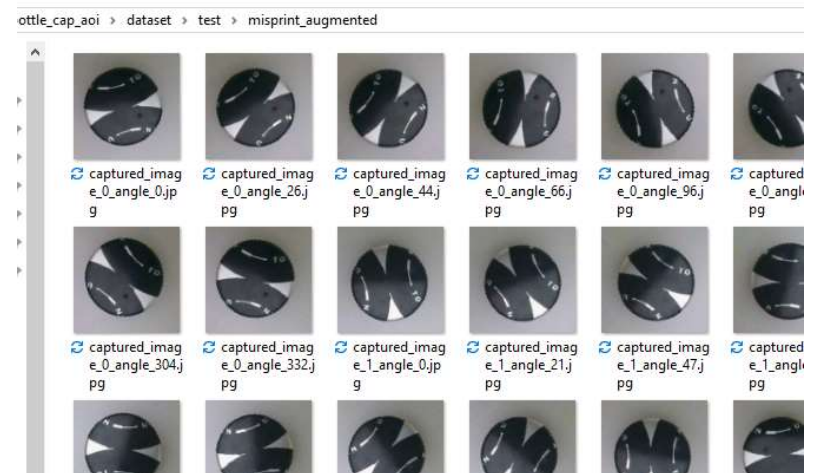 ottle_cap_aoi > dataset > test > misprint_augmented
captured_imag
e_0_angle_0.jp
g
captured_imag
e_0_angle_26.j
pg
captured_imag
e_0_angle_44.j
pg
captured_imag
e_0_angle_66.j
pg
captured_imag
e_0_angle_96.j
pg
captured
e_0_angl
pg
captured_imag
e_0_angle_304.j
pg
captured_imag
e_0_angle_332.j
pg
captured_imag
e_1_angle_0.jp
g
captured_imag
e_1_angle_21.j
pg
captured_imag
e_1_angle_47.j
pg
captured
e_1_angl
pg